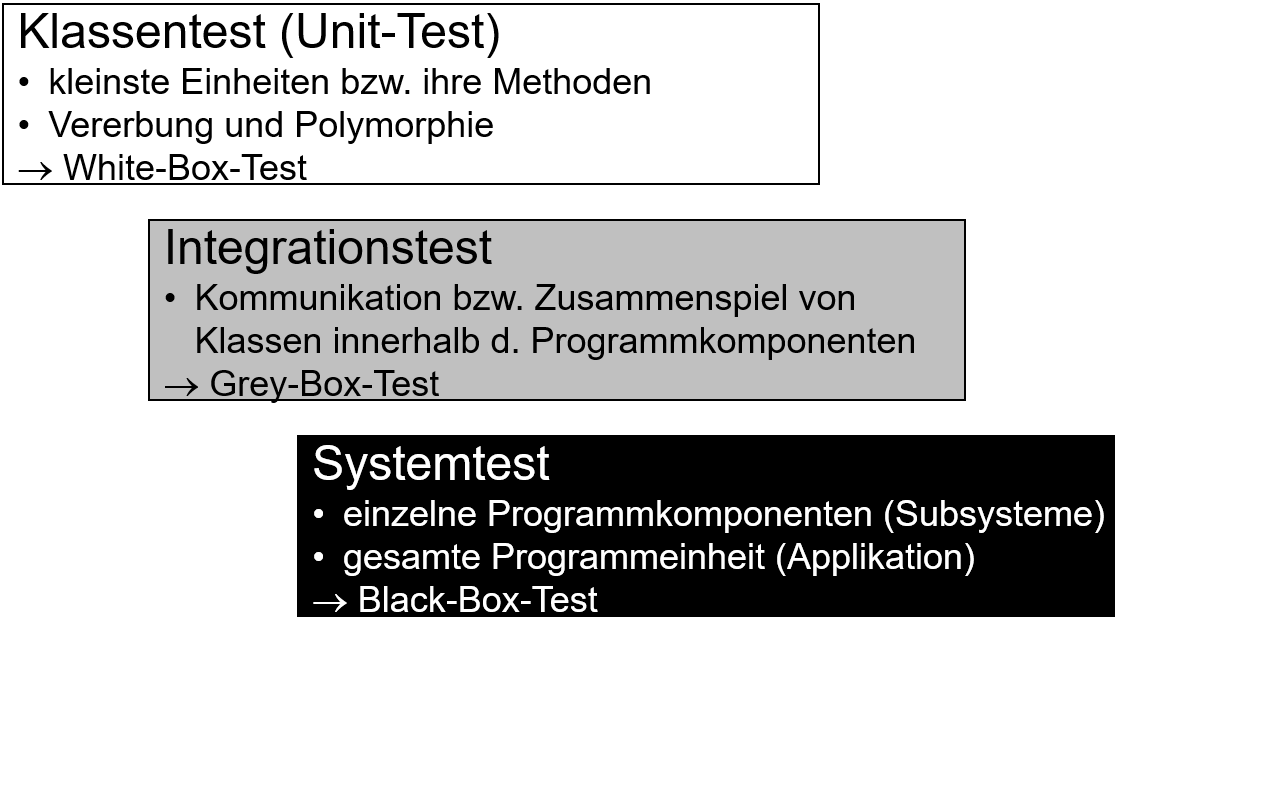 Klassentest (Unit-Test)
• kleinste Einheiten bzw. ihre Methoden
• Vererbung und Polymorphie
→ White-Box-Test
Integrationstest
• Kommunikation bzw. Zusammenspiel von
Klassen innerhalb d. Programmkomponenten
→ Grey-Box-Test
Systemtest
• einzelne Programmkomponenten (Subsysteme)
• gesamte Programmeinheit (Applikation)
→ Black-Box-Test